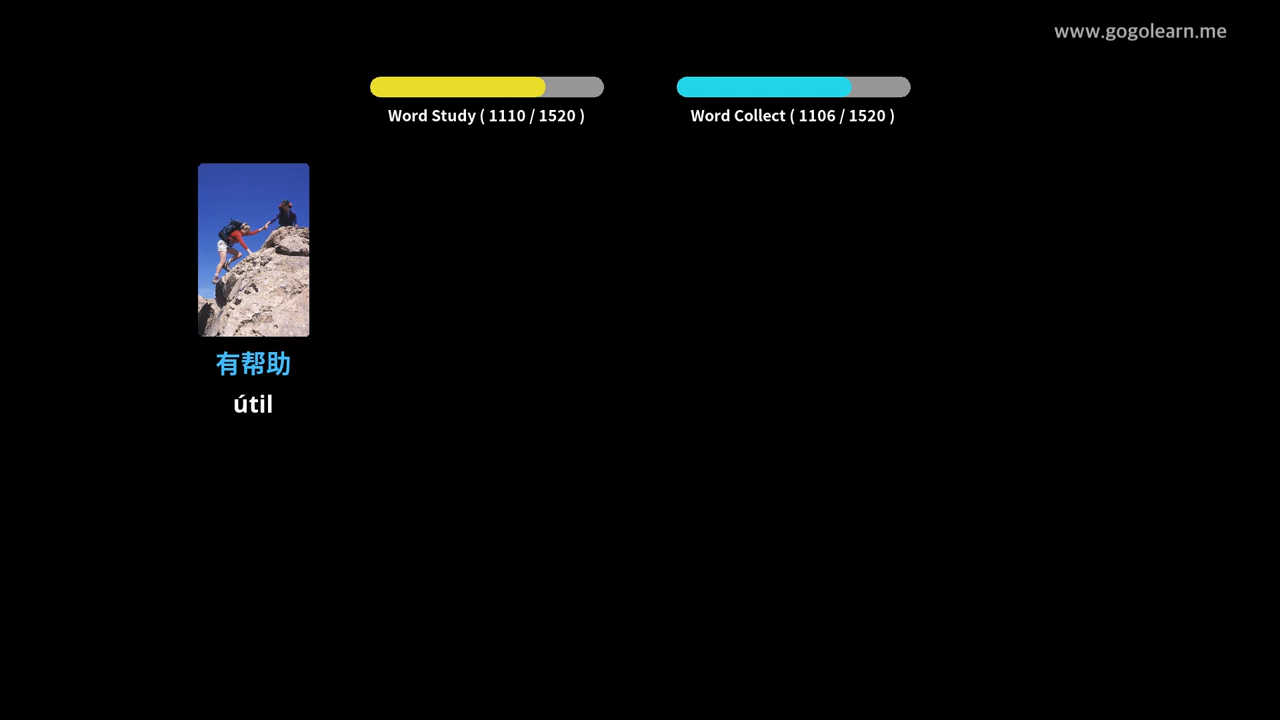 www.gogolearn.me
Word Study ( 1110 / 1520 )
Word Collect ( 1106 / 1520 )
有帮助
útil